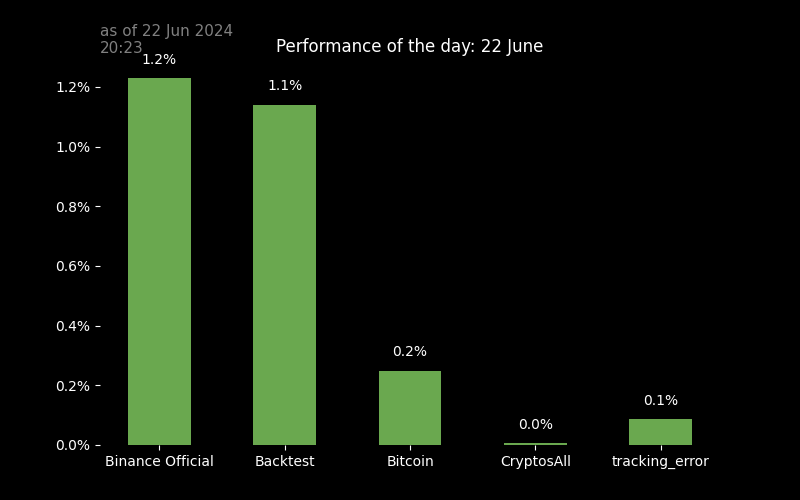 as of 22 Jun 2024
20:23
Performance of the day: 22 June
1.2%
1.0%
0.8%
0.6%
0.4%
0.2%
0.0%
1.2%
1.1%
0.2%
0.0%
0.1%
Binance Official
Backtest
Bitcoin
CryptosAll
tracking_error